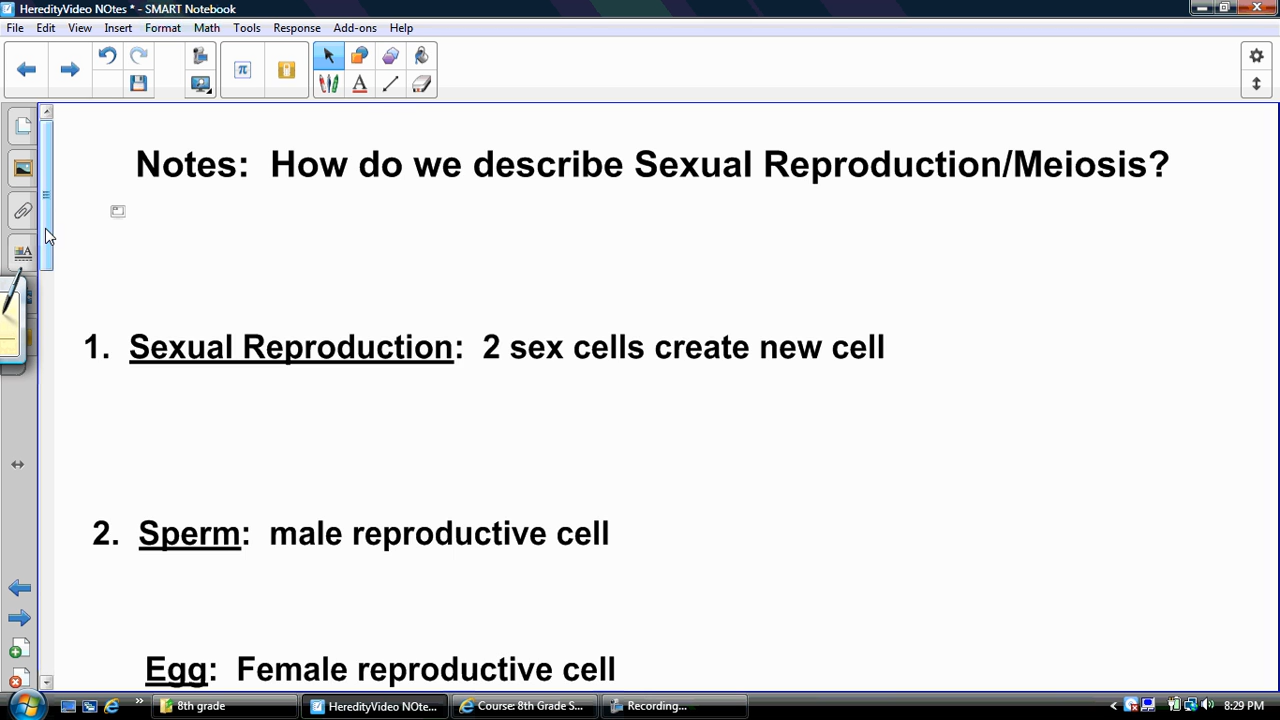 HeredityVideo NOtes * - SMART Notebook
File Edit View Insert Format Math Tools Response Add-ons Help
Notes: How do we describe Sexual Reproduction/Meiosis?
1. Sexual Reproduction: 2 sex cells create new cell
2. Sperm: male reproductive cell
Egg: Female reproductive cell
8th grade HeredityVideo NOte... Course: 8th Grade S... Recording... 8:29 PM